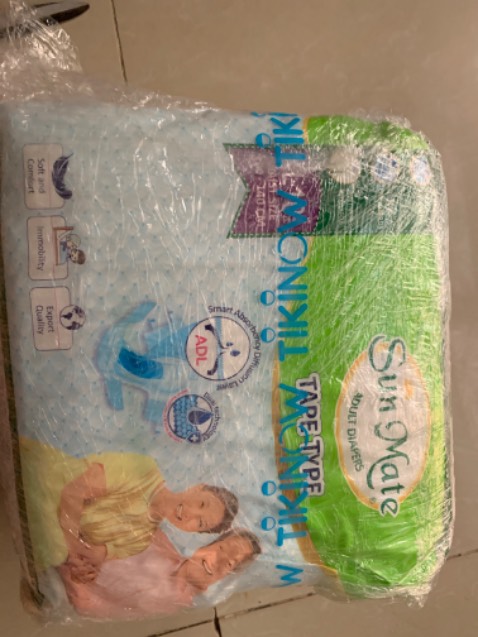 Sun Mate
ADULT DIAPERS
TAPE-TYPE
TIKI
TIKINOW TIKINOW
W
Smart Absorbency Diffusion Layer
ADL
Soft and
Comfort
Immobility
Export
Quality